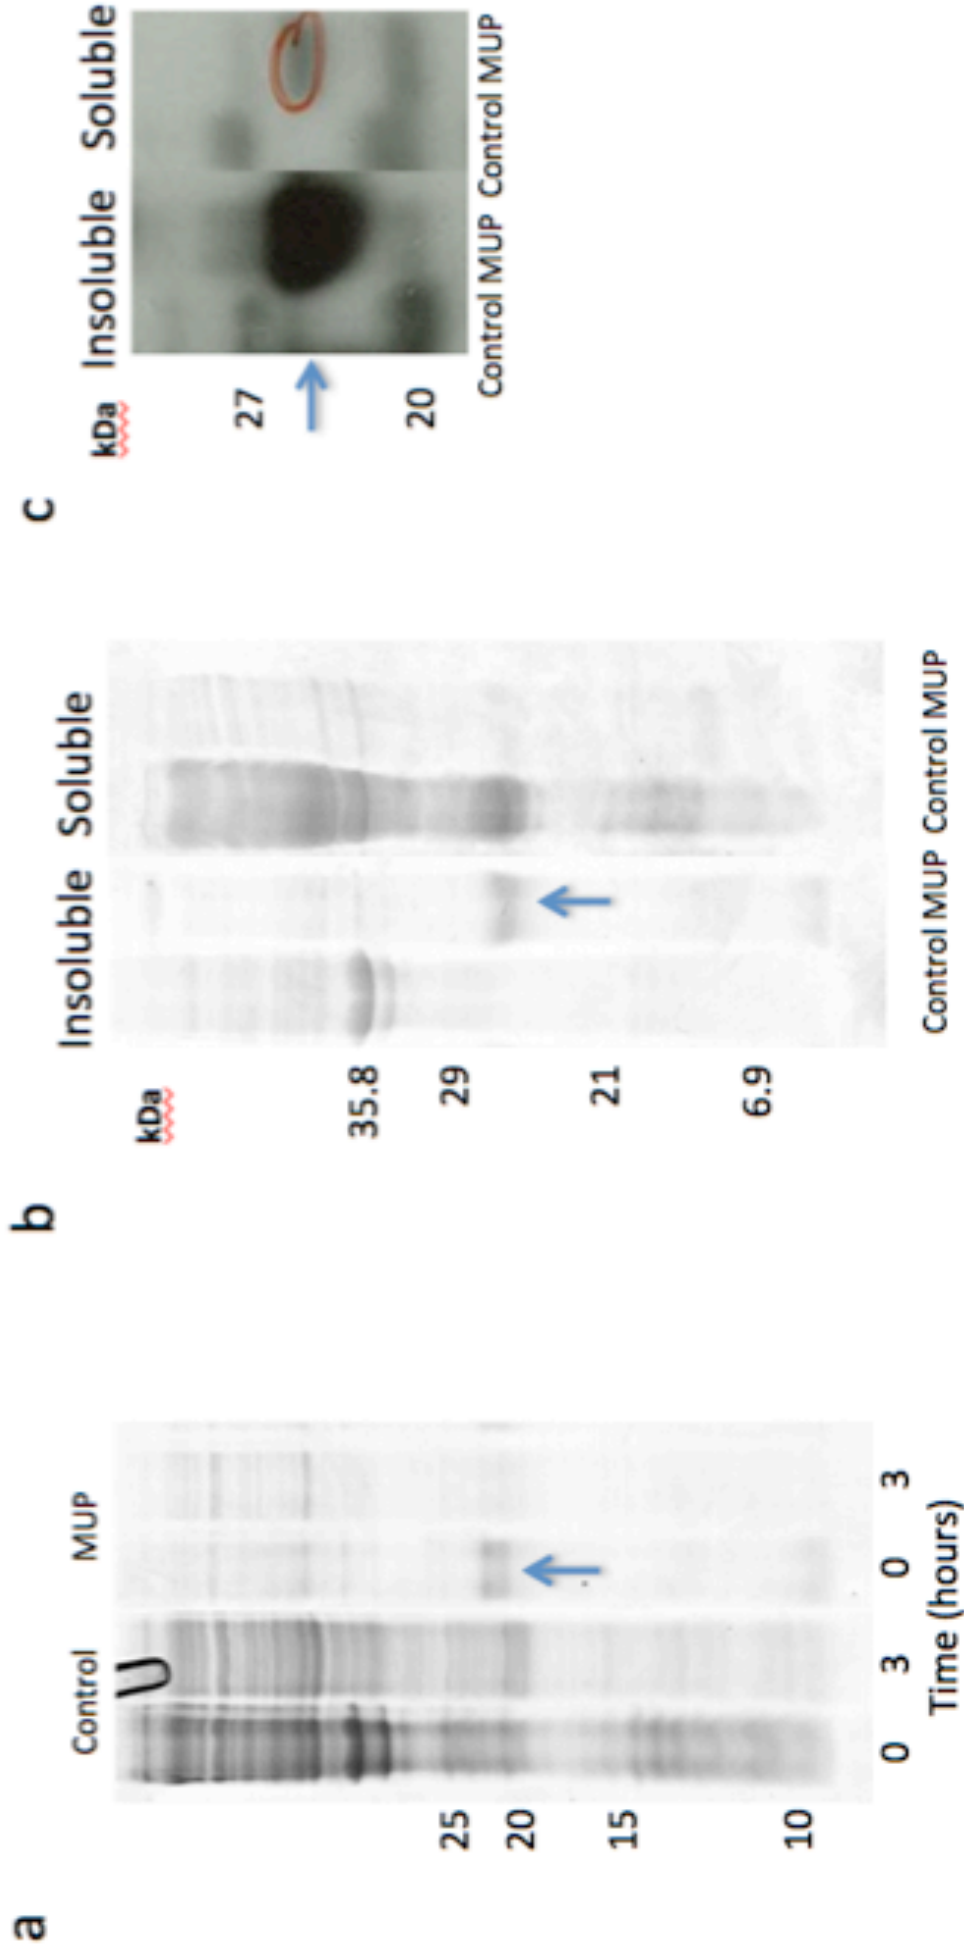 a
Control MUP
25
20
15
10
0 3 0 3
Time (hours)
b
Insoluble Soluble
kDa
35.8
29
21
6.9
Control MUP Control MUP
c
Insoluble Soluble
kDa
27
20
Control MUP Control MUP